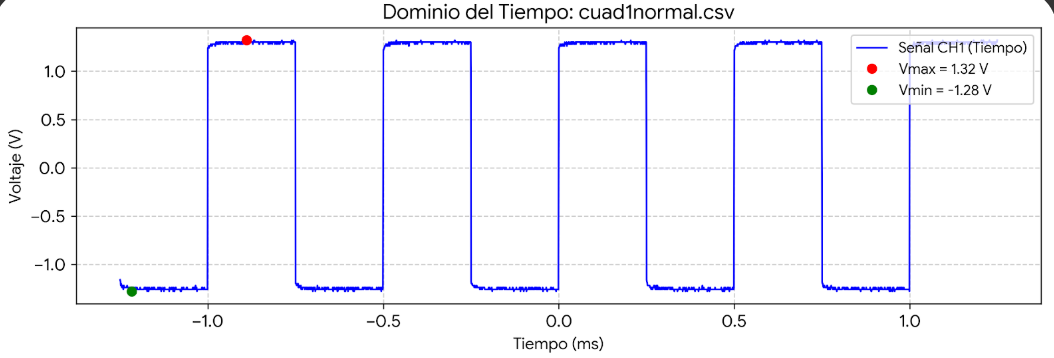 Dominio del Tiempo: cuad1normal.csv
Señal CH1 (Tiempo)
Vmax = 1.32 V
Vmin = -1.28 V
Voltaje (V)
1.0
0.5
0.0
−0.5
−1.0
−1.0 −0.5 0.0 0.5 1.0
Tiempo (ms)